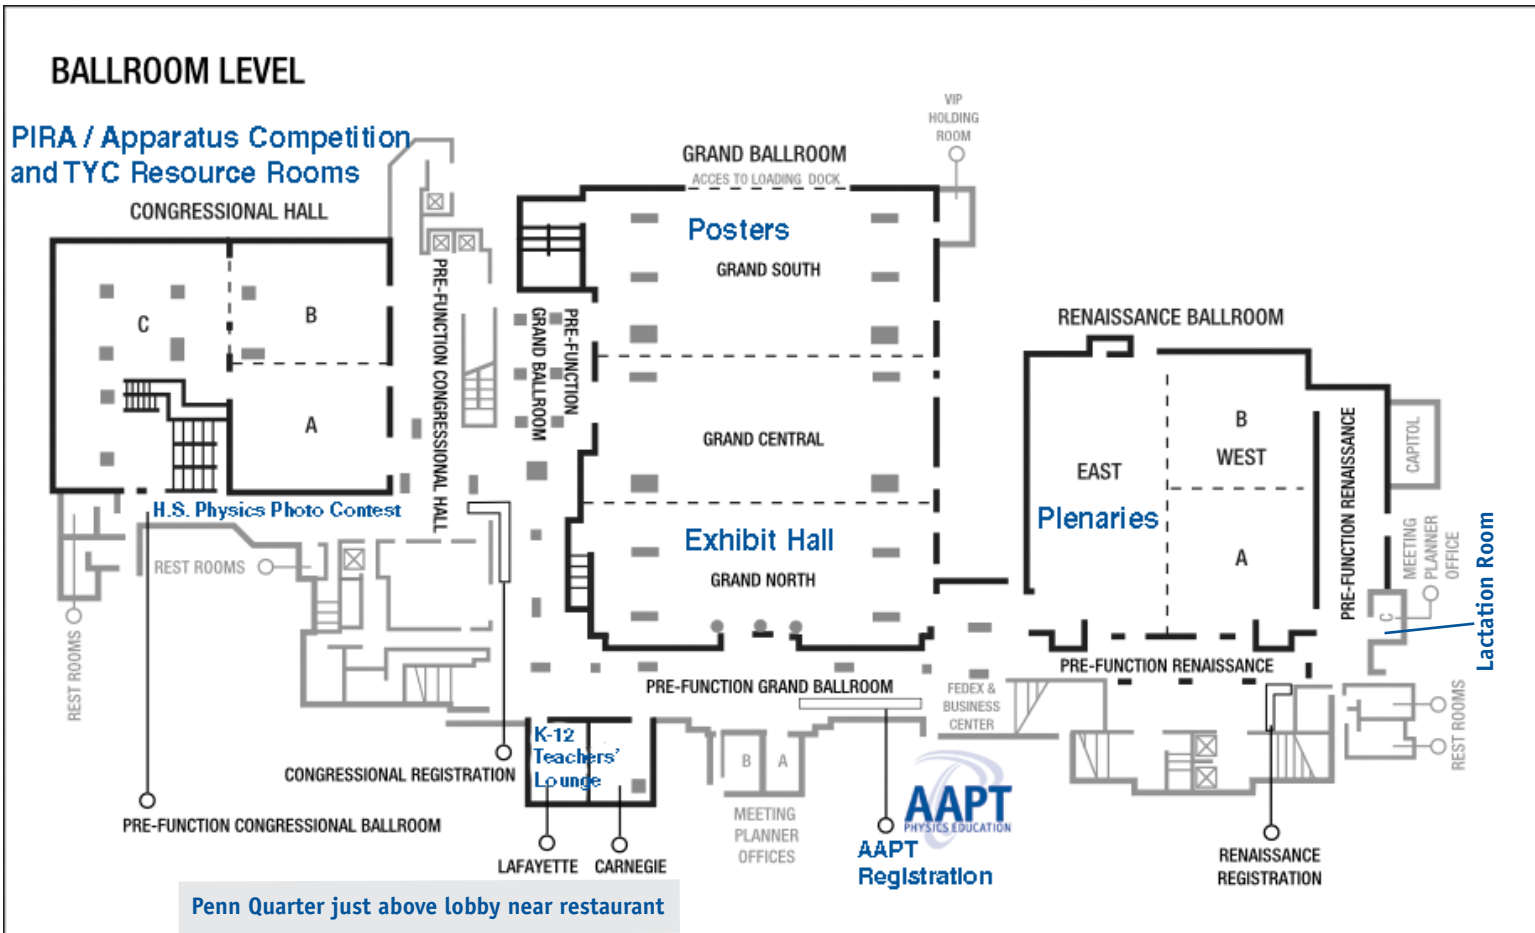 BALLROOM LEVEL
PIRA / Apparatus Competition
and TYC Resource Rooms
CONGRESSIONAL HALL
C
B
A
H.S. Physics Photo Contest
REST ROOMS
REST ROOMS
PRE-FUNCTION CONGRESSIONAL HALL
CONGRESSIONAL REGISTRATION
PRE-FUNCTION CONGRESSIONAL BALLROOM
VIP
HOLDING
ROOM
GRAND BALLROOM
ACCES TO LOADING DOCK
Posters
GRAND SOUTH
PRE-FUNCTION
GRAND BALLROOM
GRAND CENTRAL
Exhibit Hall
GRAND NORTH
PRE-FUNCTION GRAND BALLROOM
K-12
Teachers'
Lounge
LAFAYETTE
CARNEGIE
B
A
MEETING
PLANNER
OFFICES
FEDEX &
BUSINESS
CENTER
AAPT
PHYSICS EDUCATION
AAPT
Registration
RENAISSANCE BALLROOM
EAST
Plenaries
B
WEST
A
PRE-FUNCTION RENAISSANCE
PRE-FUNCTION RENAISSANCE
CAPITOL
MEETING
PLANNER
OFFICE
C
Lactation Room
REST ROOMS
RENAISSANCE
REGISTRATION
Penn Quarter just above lobby near restaurant